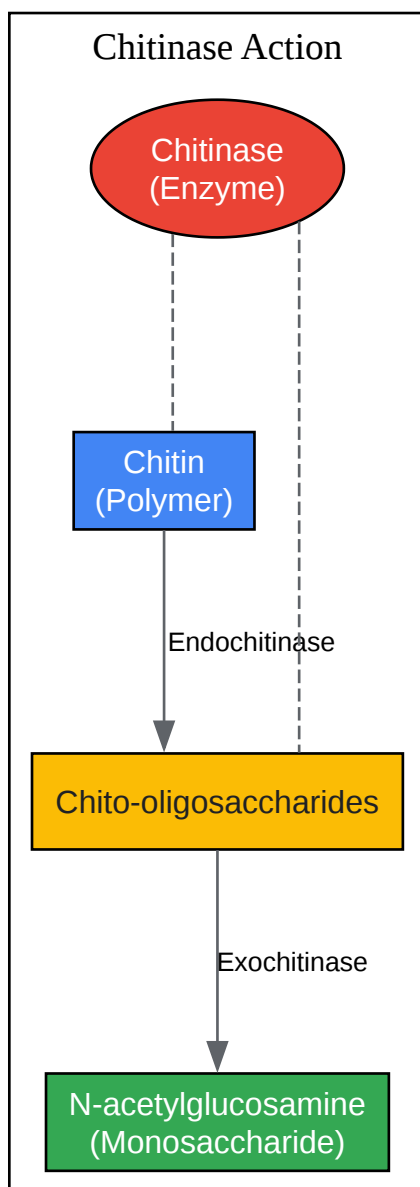 Chitinase Action
Chitinase
(Enzyme)
Chitin
(Polymer)
Endochitinase
Chito-oligosaccharides
Exochitinase
N-acetylglucosamine
(Monosaccharide)